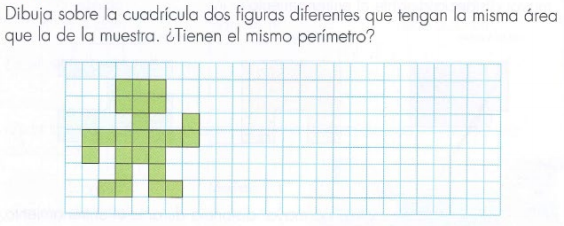 Dibuja sobre la cuadrícula dos figuras diferentes que tengan la misma área
que la de la muestra. ¿Tienen el mismo perímetro?